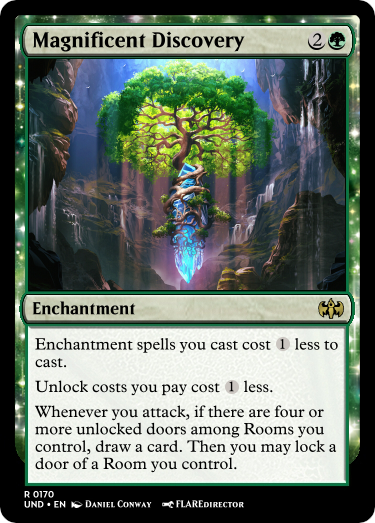 Magnificent Discovery 2
Enchantment
Enchantment spells you cast cost 1 less to
cast.
Unlock costs you pay cost 1 less.
Whenever you attack, if there are four or
more unlocked doors among Rooms you
control, draw a card. Then you may lock a
door of a Room you control.
R 0170
UND • EN Daniel Conway FLAREdirector